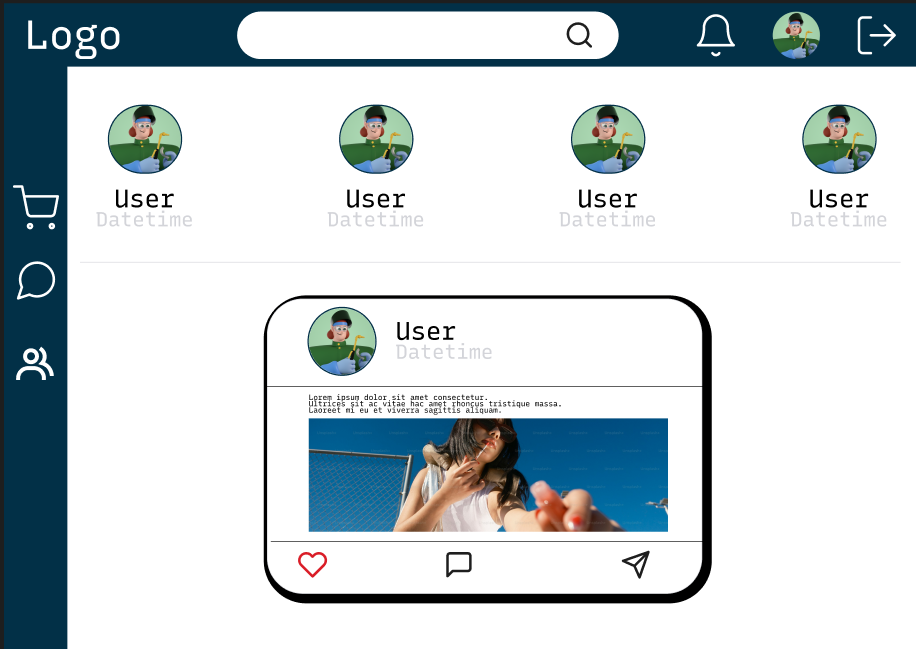 Logo
User
Datetime
User
Datetime
User
Datetime
User
Datetime
User
Datetime
Lorem ipsum dolor sit amet consectetur.
Ultrices sit ac vitae hac amet rhoncus tristique massa.
Laoreet mi eu et viverra sagittis aliquam.